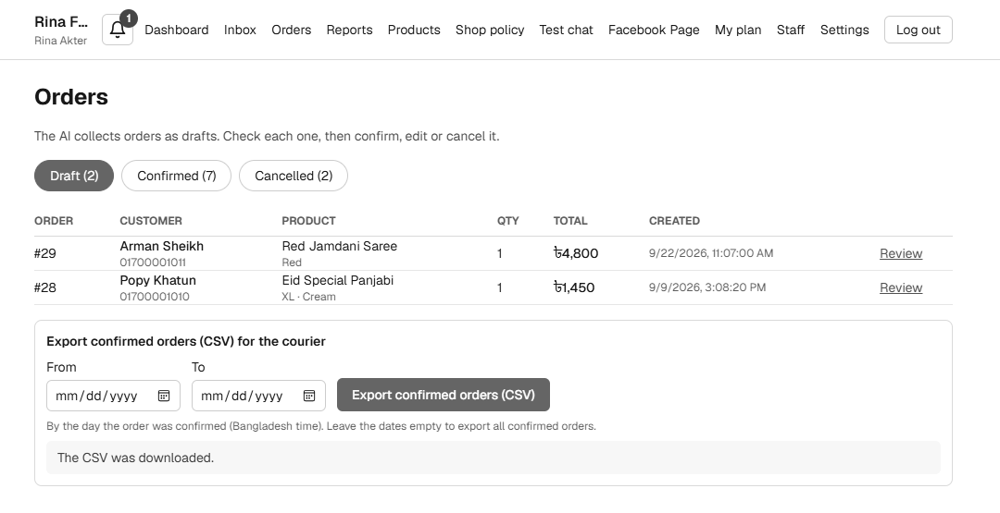 Rina F...
Rina Akter
1
Dashboard Inbox Orders Reports Products Shop policy Test chat Facebook Page My plan Staff Settings Log out
Orders
The AI collects orders as drafts. Check each one, then confirm, edit or cancel it.
Draft (2) Confirmed (7) Cancelled (2)
ORDER CUSTOMER PRODUCT QTY TOTAL CREATED
#29 Arman Sheikh Red Jamdani Saree 1 ৳4,800 9/22/2026, 11:07:00 AM Review
01700001011 Red
#28 Popy Khatun Eid Special Panjabi 1 ৳1,450 9/9/2026, 3:08:20 PM Review
01700001010 XL · Cream
Export confirmed orders (CSV) for the courier
From To
mm/dd/yyyy mm/dd/yyyy Export confirmed orders (CSV)
By the day the order was confirmed (Bangladesh time). Leave the dates empty to export all confirmed orders.
The CSV was downloaded.